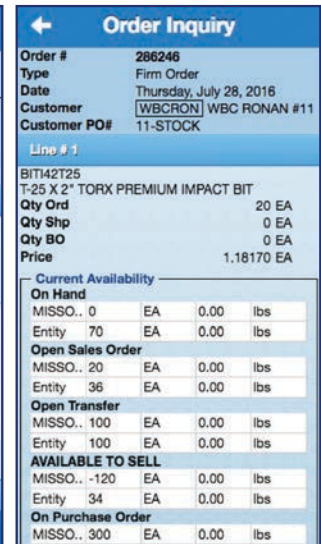 Order Inquiry
Order # 286246
Type Firm Order
Date Thursday, July 28, 2016
Customer WBCRON WBC RONAN #11
Customer PO# 11-STOCK
Line # 1
BITI42T25
T-25 X 2" TORX PREMIUM IMPACT BIT
Qty Ord 20 EA
Qty Shp 0 EA
Qty BO 0 EA
Price 1.18170 EA
Current Availability
On Hand
MISSO.. 0 EA 0.00 lbs
Entity 70 EA 0.00 lbs
Open Sales Order
MISSO.. 20 EA 0.00 lbs
Entity 36 EA 0.00 lbs
Open Transfer
MISSO.. 100 EA 0.00 lbs
Entity 100 EA 0.00 lbs
AVAILABLE TO SELL
MISSO.. -120 EA 0.00 lbs
Entity 34 EA 0.00 lbs
On Purchase Order
MISSO.. 300 EA 0.00 lbs